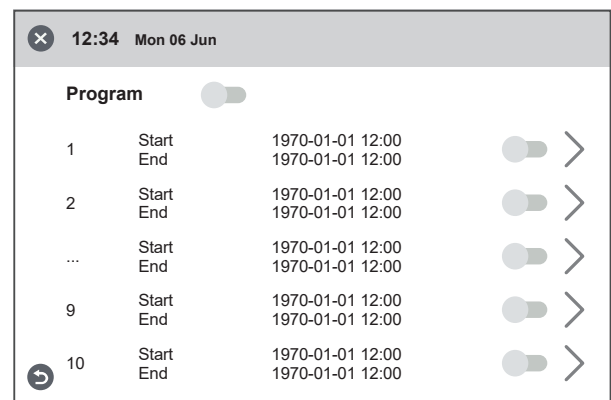 12:34 Mon 06 Jun
Program
1 Start 1970-01-01 12:00
End 1970-01-01 12:00
2 Start 1970-01-01 12:00
End 1970-01-01 12:00
... Start 1970-01-01 12:00
End 1970-01-01 12:00
9 Start 1970-01-01 12:00
End 1970-01-01 12:00
10 Start 1970-01-01 12:00
End 1970-01-01 12:00